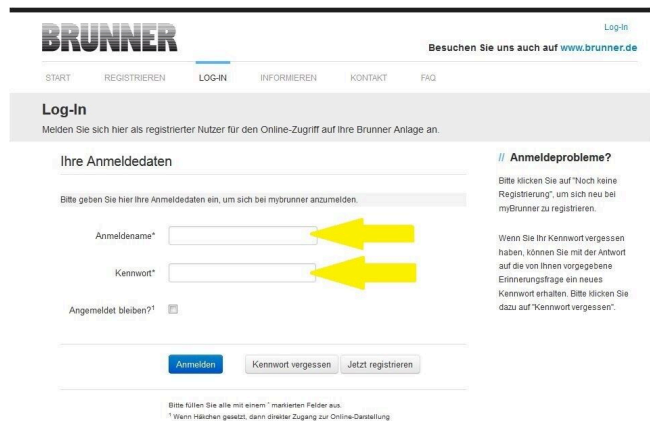 Log-In
BRUNNER
Besuchen Sie uns auch auf www.brunner.de
START REGISTRIEREN LOG-IN INFORMIEREN KONTAKT FAQ
Log-In
Melden Sie sich hier als registrierter Nutzer für den Online-Zugriff auf Ihre Brunner Anlage an.
Ihre Anmeldedaten
Bitte geben Sie hier Ihre Anmeldedaten ein, um sich bei mybrunner anzumelden.
Anmeldename*
Kennwort*
Angemeldet bleiben?¹
Anmelden Kennwort vergessen Jetzt registrieren
Bitte füllen Sie alle mit einem * markierten Felder aus.
¹ Wenn Häkchen gesetzt, dann direkter Zugang zur Online-Darstellung
// Anmeldeprobleme?
Bitte klicken Sie auf "Noch keine
Registrierung", um sich neu bei
myBrunner zu registrieren.
Wenn Sie Ihr Kennwort vergessen
haben, können Sie mit der Antwort
auf die von Ihnen vorgegebene
Erinnerungsfrage ein neues
Kennwort erhalten. Bitte klicken Sie
dazu auf "Kennwort vergessen".